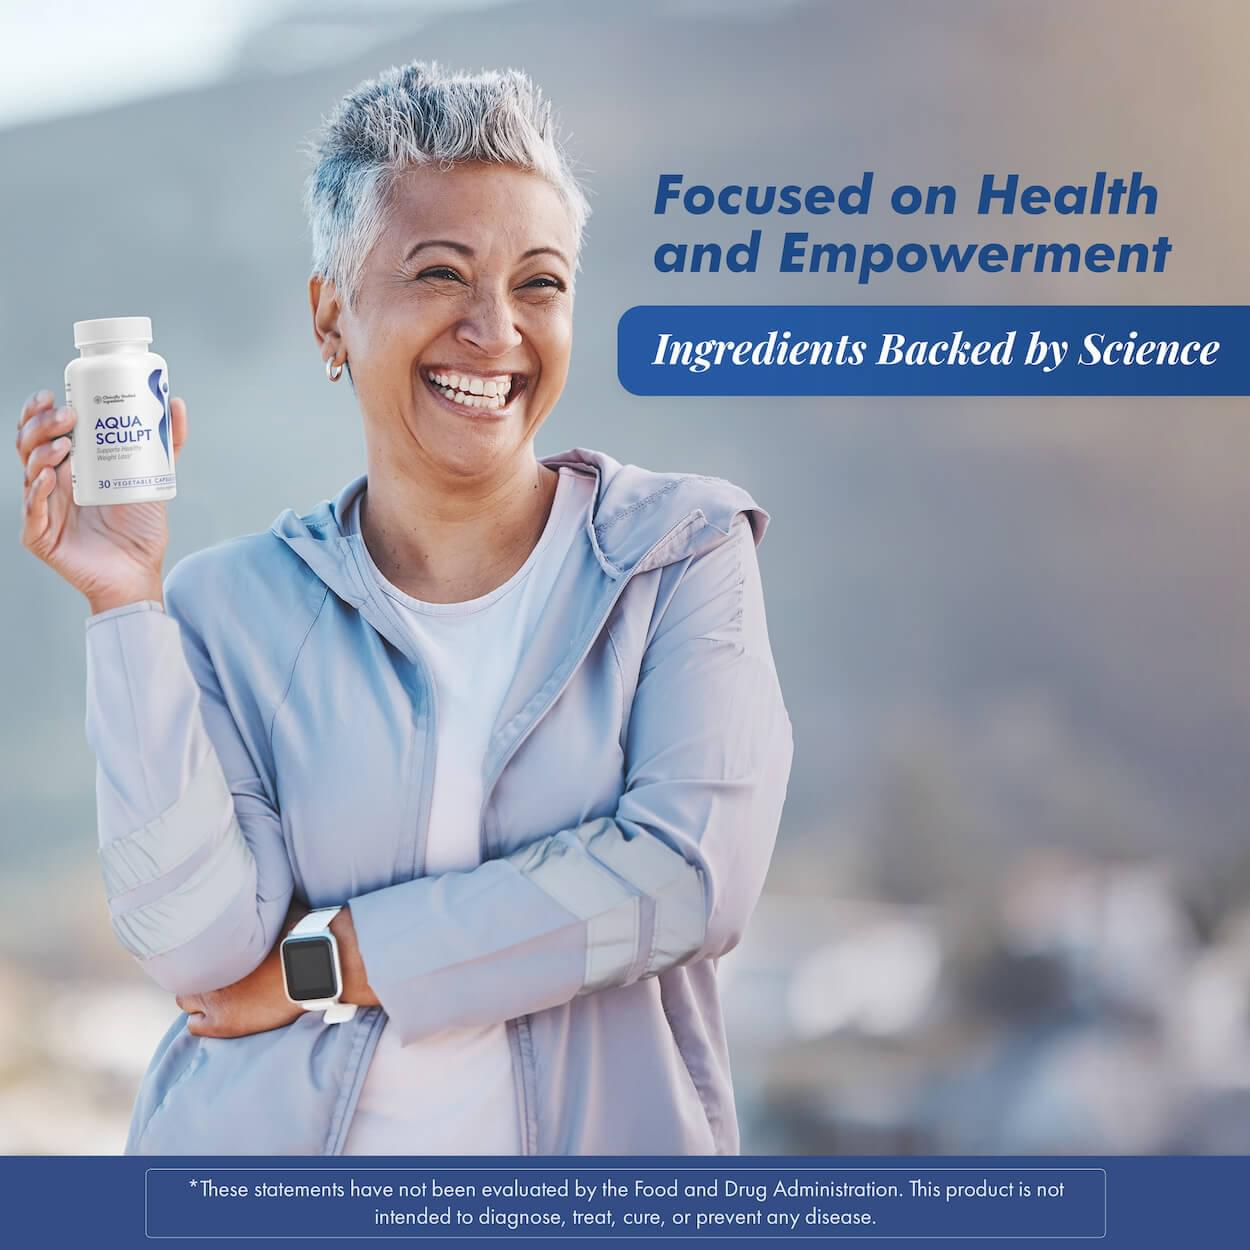 Focused on Health
and Empowerment
Ingredients Backed by Science
Clinically Studied
Ingredients
AQUA
SCULPT
Supports Healthy
Weight Loss*
30 VEGETABLE
*These statements have not been evaluated by the Food and Drug Administration. This product is not
intended to diagnose, treat, cure, or prevent any disease.